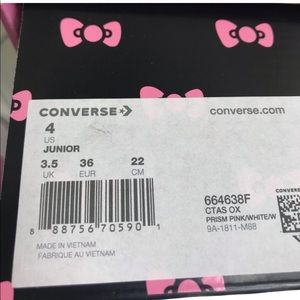 CONVERSE
converse.com
4
US
JUNIOR
3.5 36 22
UK EUR CM
8 88756 70590 1
664638F
CTAS OX
PRISM PINK/WHITE/W
9A-1811-M68
MADE IN VIETNAM
FABRIQUE AU VIETNAM